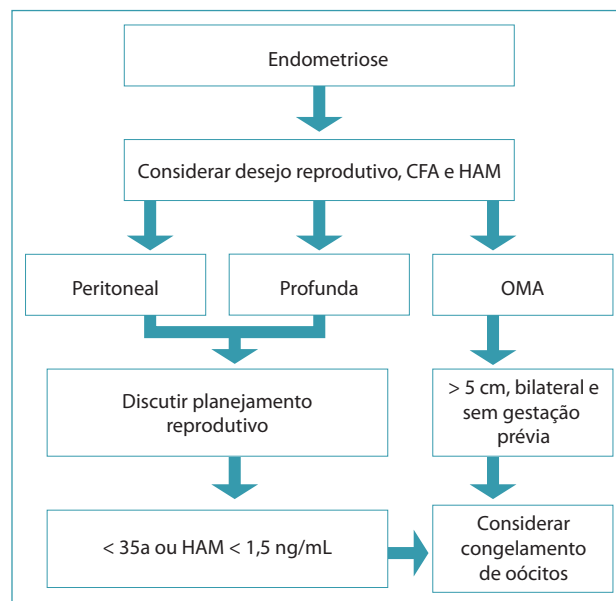 Endometriose
Considerar desejo reprodutivo, CFA e HAM
Peritoneal
Profunda
OMA
Discutir planejamento
reprodutivo
> 5 cm, bilateral e
sem gestação
prévia
< 35a ou HAM < 1,5 ng/mL
Considerar
congelamento
de oócitos